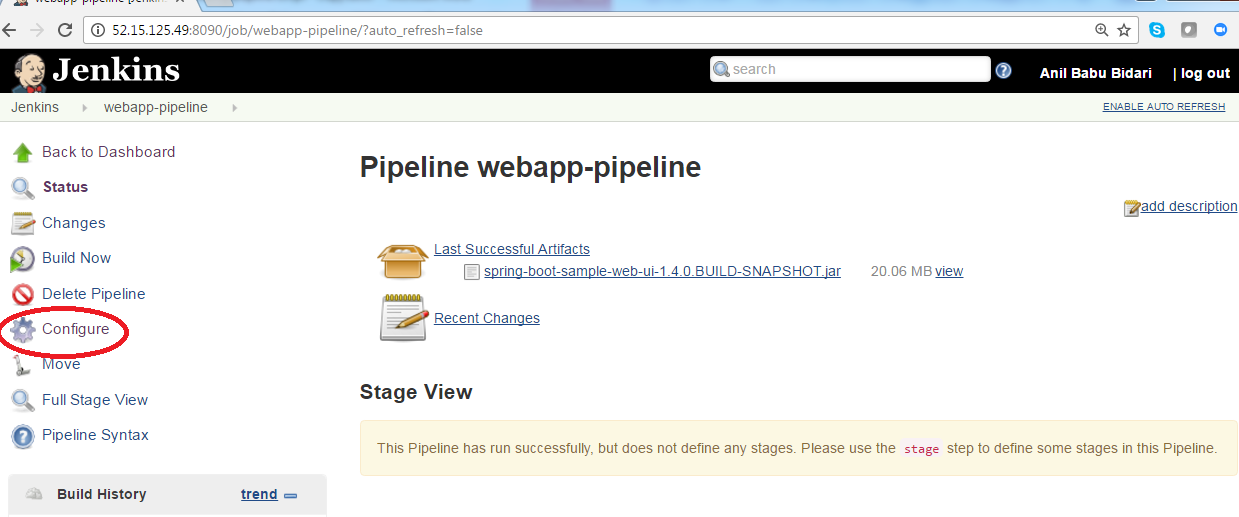 52.15.125.49:8090/job/webapp-pipeline/?auto_refresh=false
Jenkins
search
Anil Babu Bidari | log out
Jenkins webapp-pipeline
ENABLE AUTO REFRESH
Back to Dashboard
Status
Changes
Build Now
Delete Pipeline
Configure
Move
Full Stage View
Pipeline Syntax
Build History trend
Pipeline webapp-pipeline
add description
Last Successful Artifacts
spring-boot-sample-web-ui-1.4.0.BUILD-SNAPSHOT.jar 20.06 MB view
Recent Changes
Stage View
This Pipeline has run successfully, but does not define any stages. Please use the stage step to define some stages in this Pipeline.